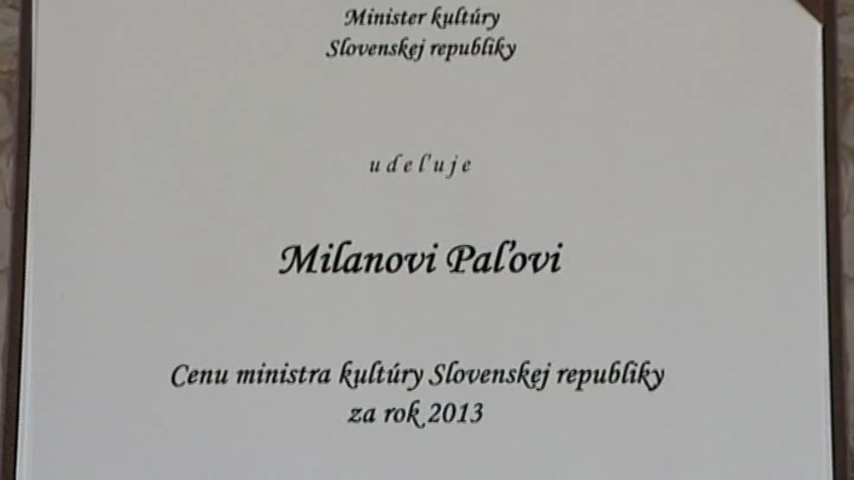 Minister kultúry
Slovenskej republiky
udeľuje
Milanovi Paľovi
Cenu ministra kultúry Slovenskej republiky
za rok 2013